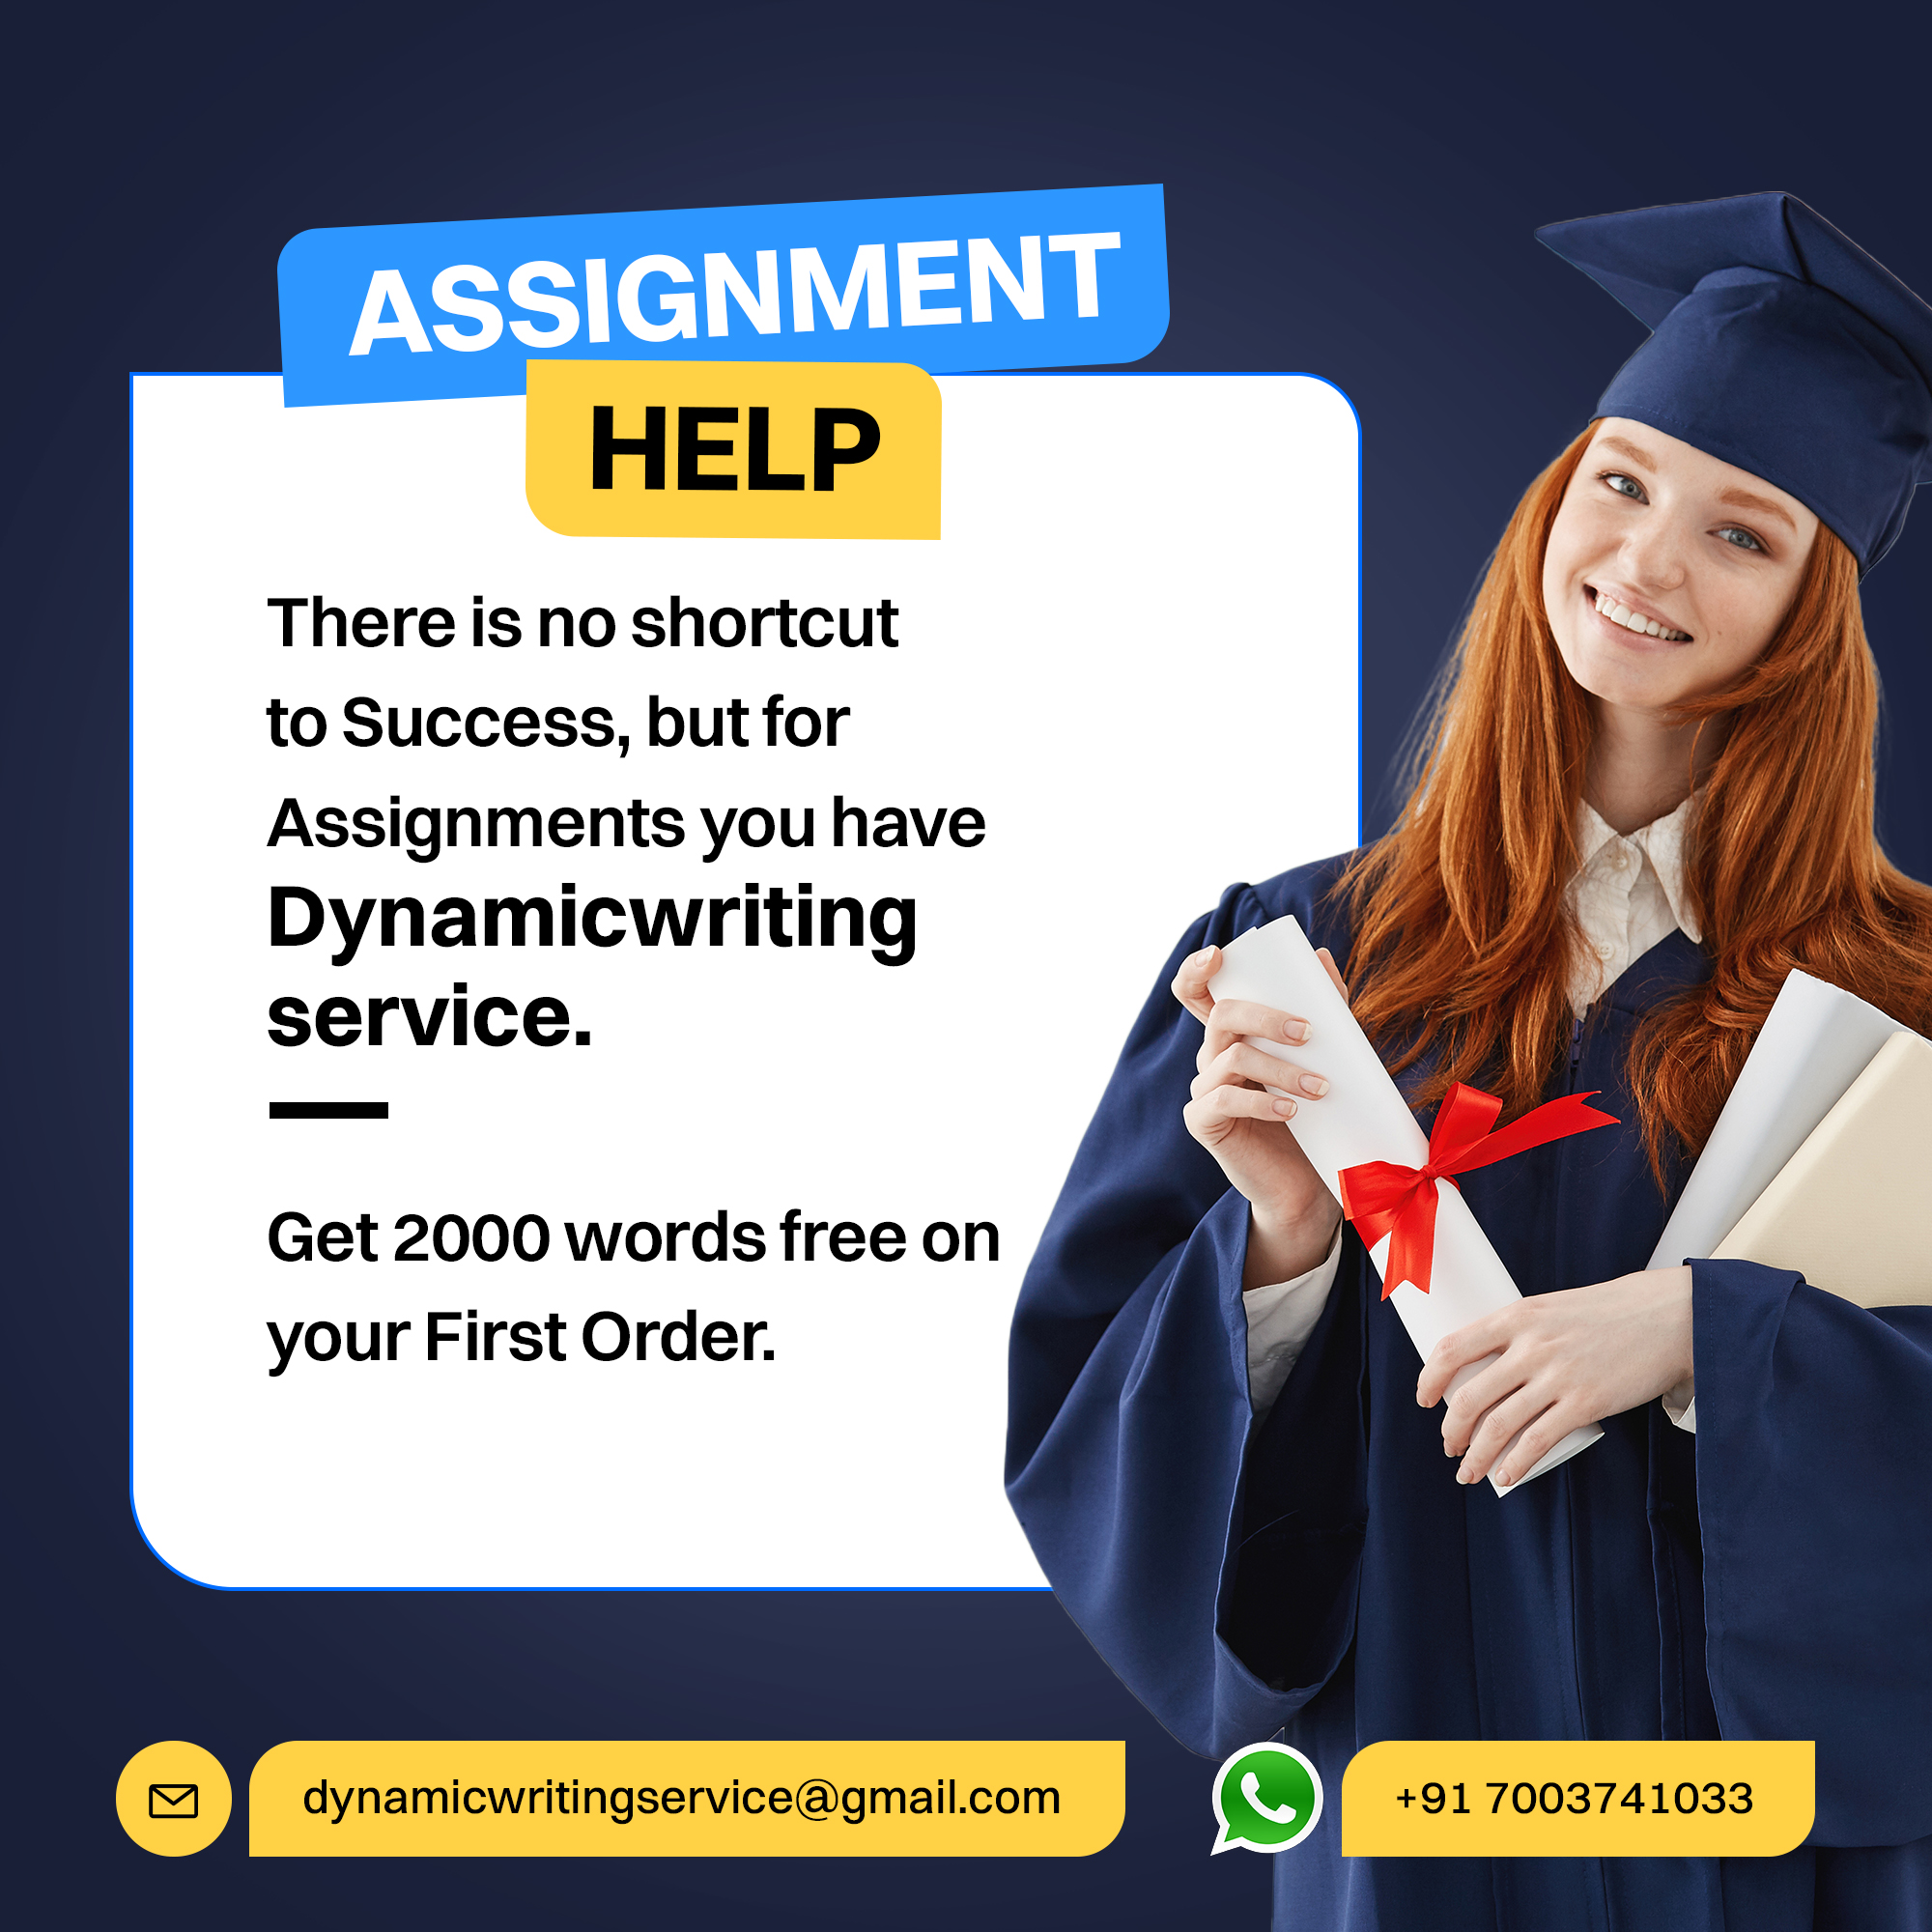 ASSIGNMENT
HELP
There is no shortcut
to Success, but for
Assignments you have
Dynamicwriting
service.
Get 2000 words free on
your First Order.
dynamicwritingservice@gmail.com
+91 7003741033